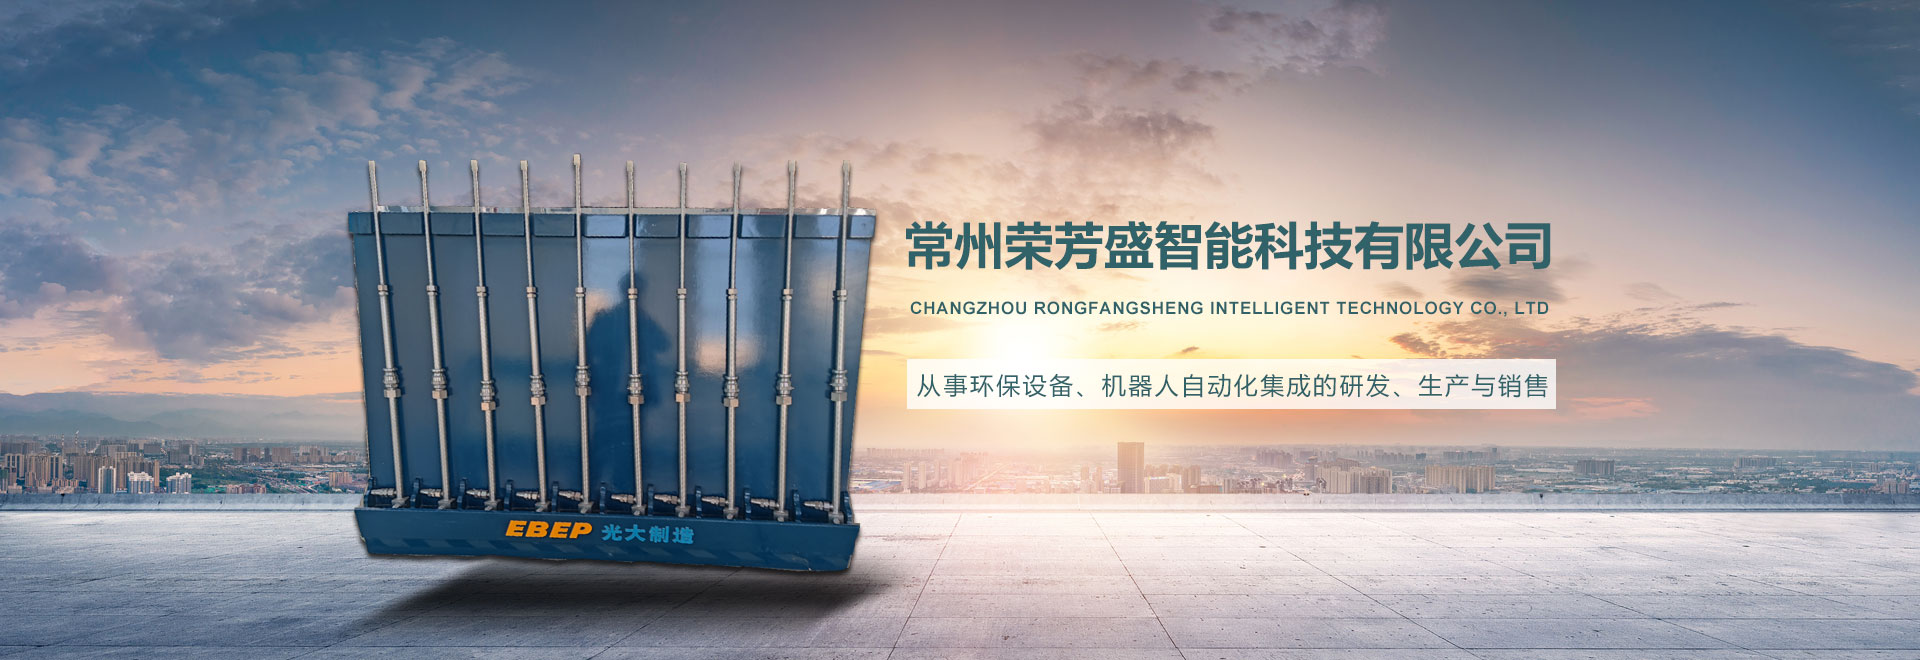 常州荣芳盛智能科技有限公司
CHANGZHOU RONGFANGSHENG INTELLIGENT TECHNOLOGY CO., LTD
从事环保设备、机器人自动化集成的研发、生产与销售
EBEP 光大制造